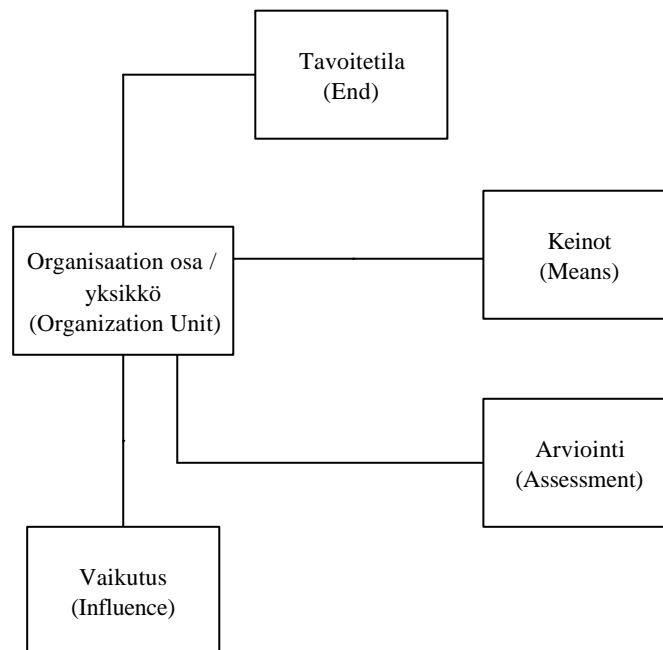 Tavoitetila
(End)
Organisaation osa /
yksikkö
(Organization Unit)
Keinot
(Means)
Arviointi
(Assessment)
Vaikutus
(Influence)